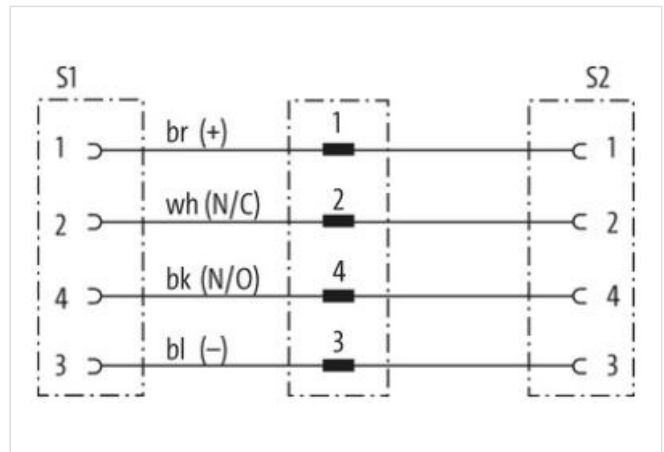 S1 S2
1 br (+) 1 1
2 wh (N/C) 2 2
4 bk (N/O) 4 4
3 bl (–) 3 3